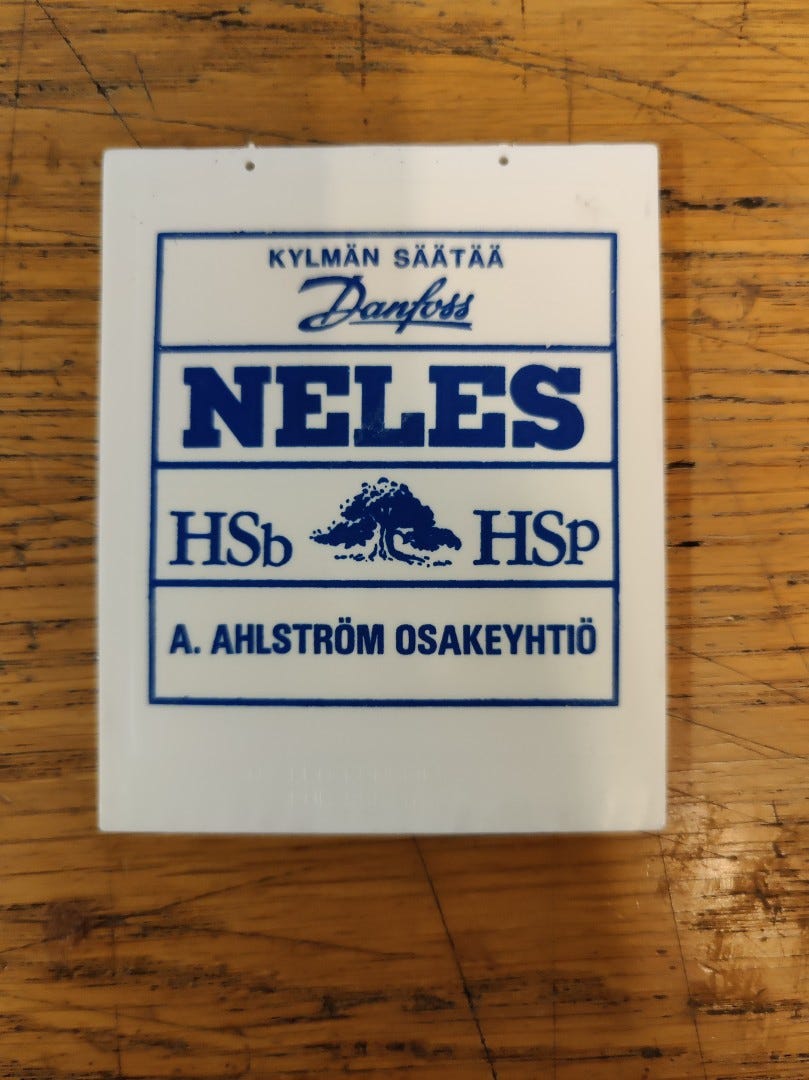 KYLMÄN SÄÄTÄÄ
Danfoss
NELES
HSb HSp
A. AHLSTRÖM OSAKEYHTIÖ